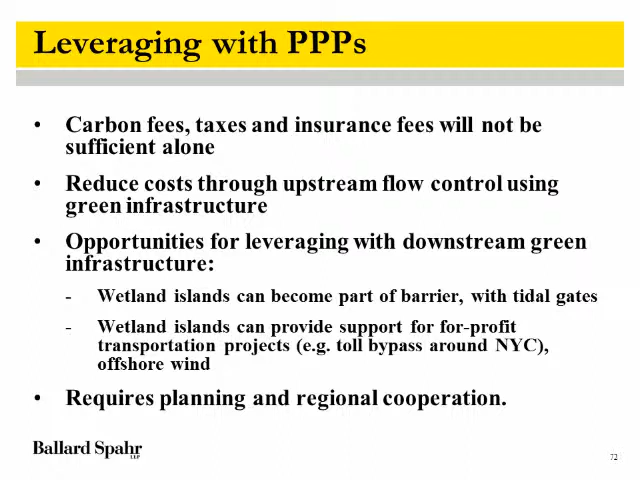 Leveraging with PPPs
• Carbon fees, taxes and insurance fees will not be
sufficient alone
• Reduce costs through upstream flow control using
green infrastructure
• Opportunities for leveraging with downstream green
infrastructure:
- Wetland islands can become part of barrier, with tidal gates
- Wetland islands can provide support for for-profit
transportation projects (e.g. toll bypass around NYC),
offshore wind
• Requires planning and regional cooperation.
Ballard Spahr
LLP
72